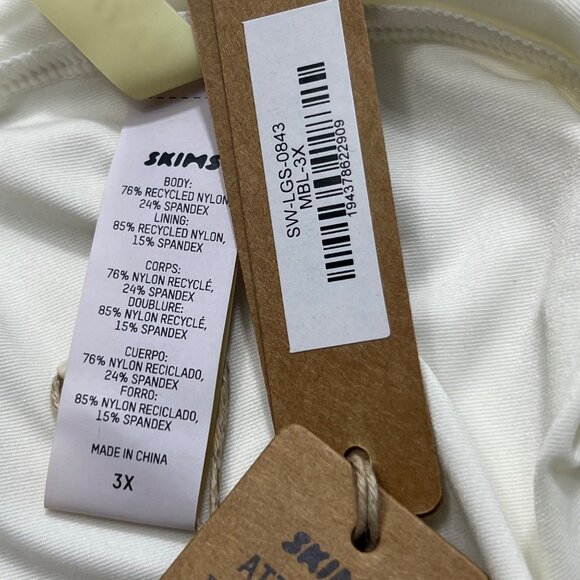 SKIMS
BODY:
76% RECYCLED NYLON
24% SPANDEX
LINING:
85% RECYCLED NYLON,
15% SPANDEX
CORPS:
76% NYLON RECYCLÉ,
24% SPANDEX
DOUBLURE:
85% NYLON RECYCLÉ,
15% SPANDEX
CUERPO:
76% NYLON RECICLADO,
24% SPANDEX
FORRO:
85% NYLON RECICLADO,
15% SPANDEX
MADE IN CHINA
3X
SW-LGS-0843
MBL-3X
194378622909
SKIMS